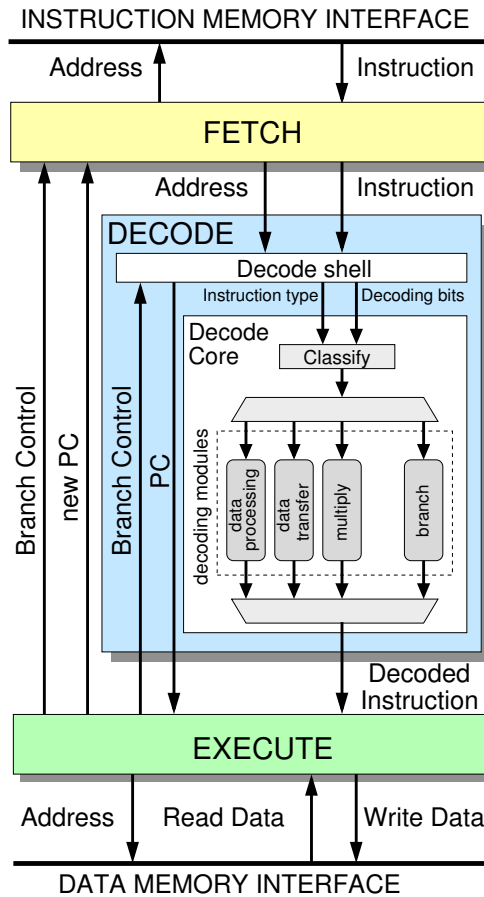 INSTRUCTION MEMORY INTERFACE
Address
Instruction
FETCH
Address
Instruction
DECODE
Decode shell
Instruction type
Decoding bits
Decode
Core
Classify
Branch Control
new PC
Branch Control
PC
decoding modules
data
processing
data
transfer
multiply
branch
Decoded
Instruction
EXECUTE
Address
Read Data
Write Data
DATA MEMORY INTERFACE